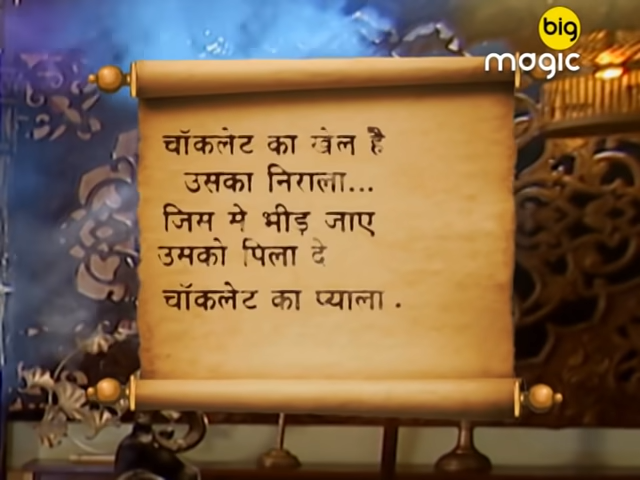 big
magic
चॉकलेट का खेल है
उसका निराला...
जिस मे भीड़ जाए
उसको पिला दे
चॉकलेट का प्याला .